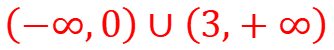 (−∞, 0) ∪ (3, + ∞)